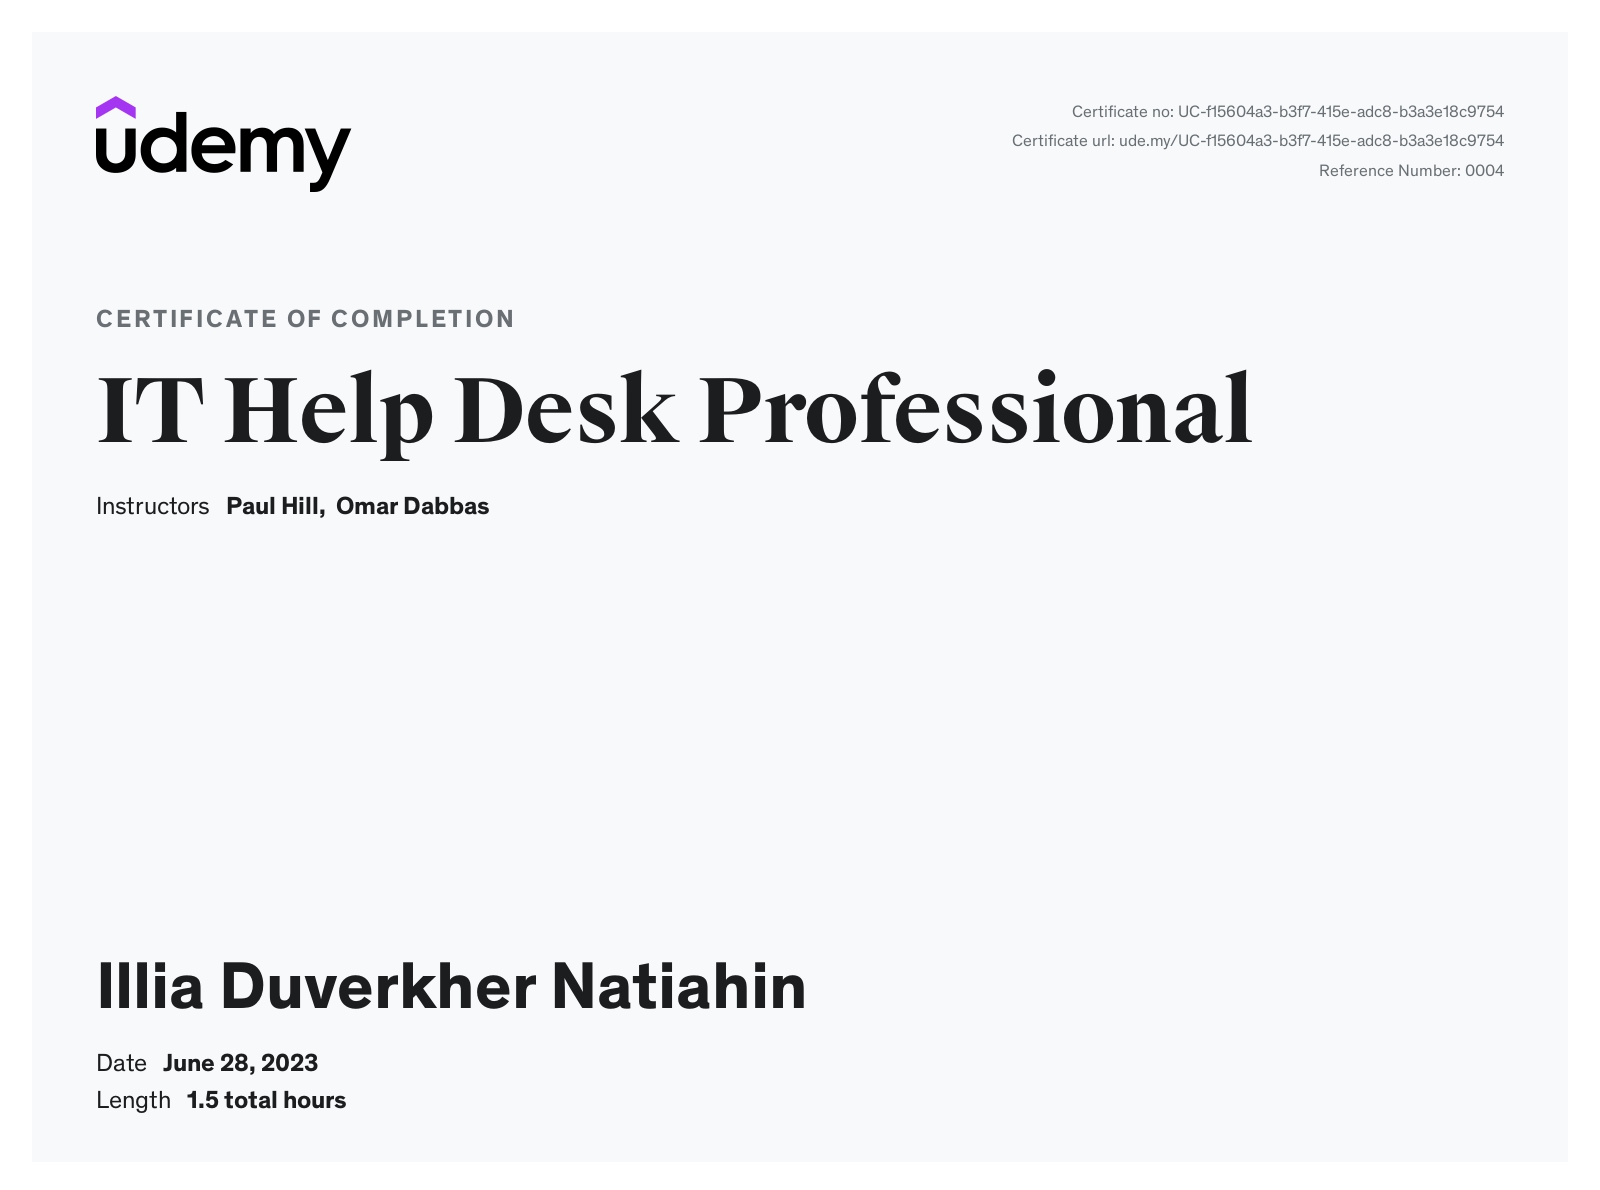 udemy
Certificate no: UC-f15604a3-b3f7-415e-adc8-b3a3e18c9754
Certificate url: ude.my/UC-f15604a3-b3f7-415e-adc8-b3a3e18c9754
Reference Number: 0004
CERTIFICATE OF COMPLETION
IT Help Desk Professional
Instructors Paul Hill, Omar Dabbas
Illia Duverkher Natiahin
Date June 28, 2023
Length 1.5 total hours